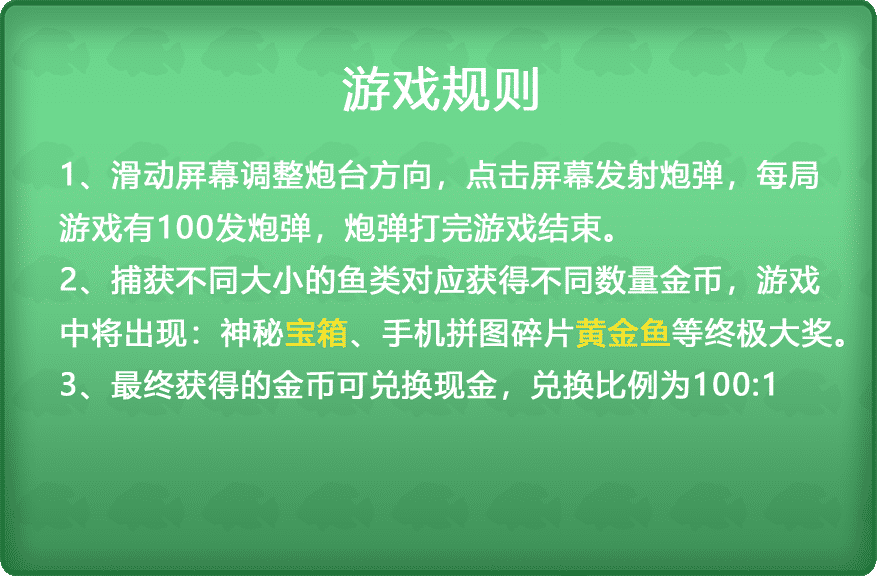 游戏规则
1、滑动屏幕调整炮台方向，点击屏幕发射炮弹，每局
游戏有100发炮弹，炮弹打完游戏结束。
2、捕获不同大小的鱼类对应获得不同数量金币，游戏
中将出现：神秘宝箱、手机拼图碎片黄金鱼等终极大奖。
3、最终获得的金币可兑换现金，兑换比例为100:1